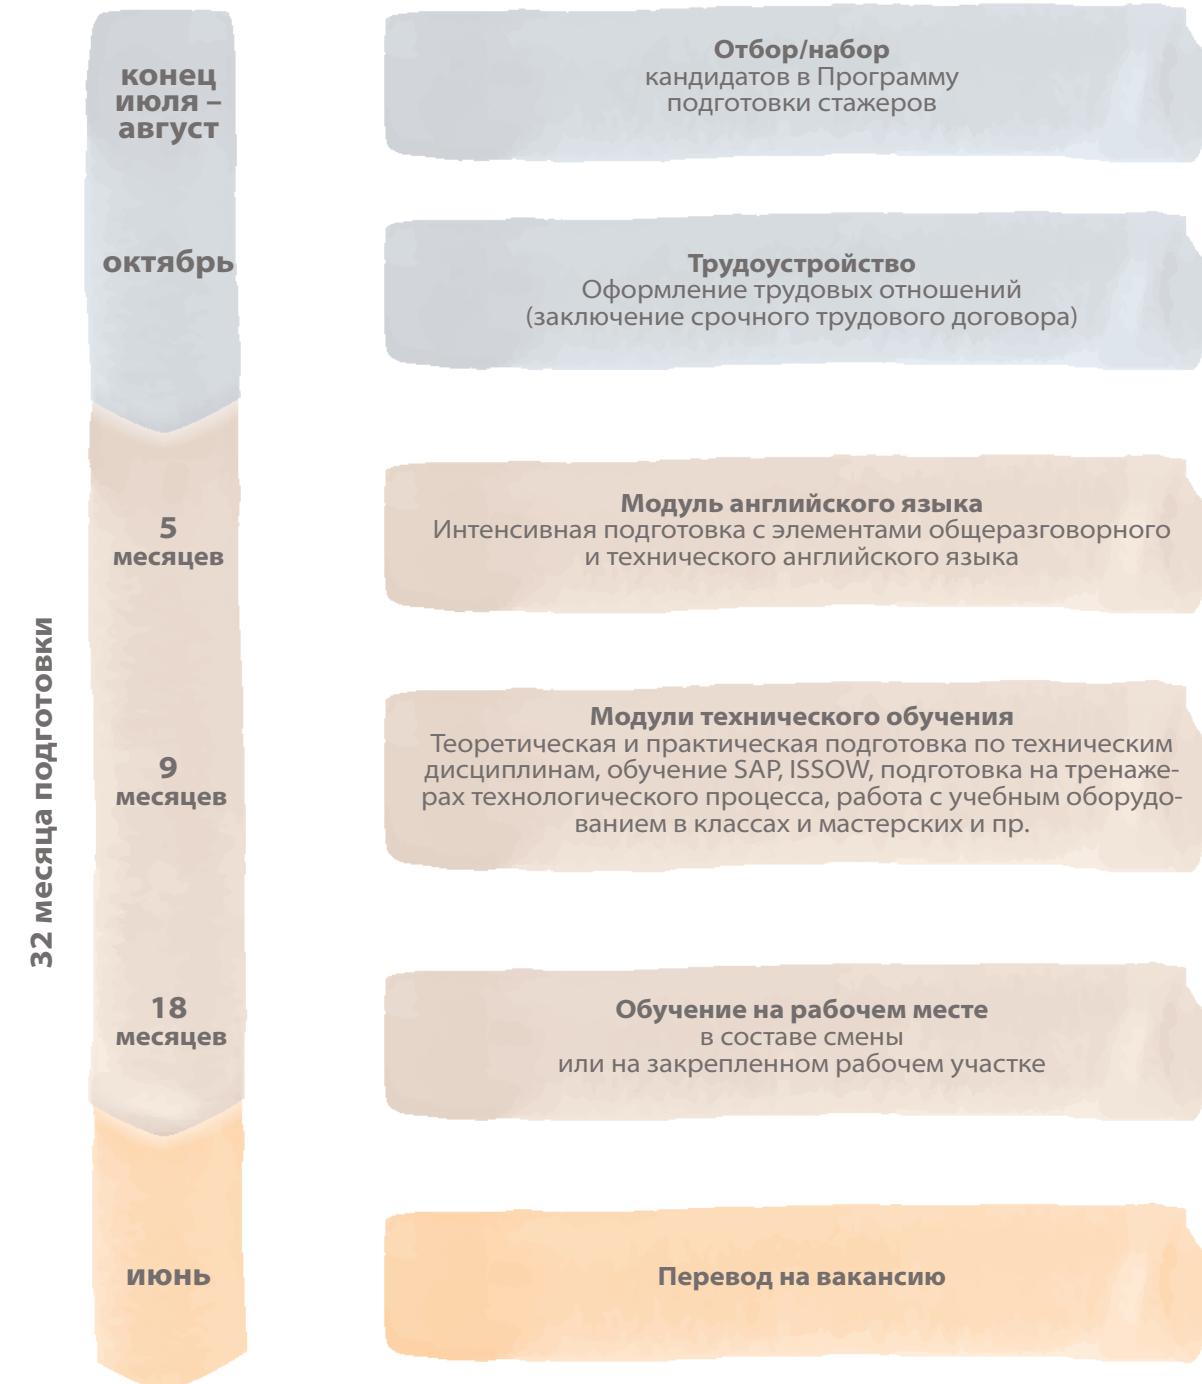 конец
июля –
август
Отбор/набор
кандидатов в Программу
подготовки стажеров
октябрь
Трудоустройство
Оформление трудовых отношений
(заключение срочного трудового договора)
32 месяца подготовки
5
месяцев
Модуль английского языка
Интенсивная подготовка с элементами общеразговорного
и технического английского языка
9
месяцев
Модули технического обучения
Теоретическая и практическая подготовка по техническим
дисциплинам, обучение SAP, ISSOW, подготовка на тренаже-
рах технологического процесса, работа с учебным оборудо-
ванием в классах и мастерских и пр.
18
месяцев
Обучение на рабочем месте
в составе смены
или на закрепленном рабочем участке
июнь
Перевод на вакансию